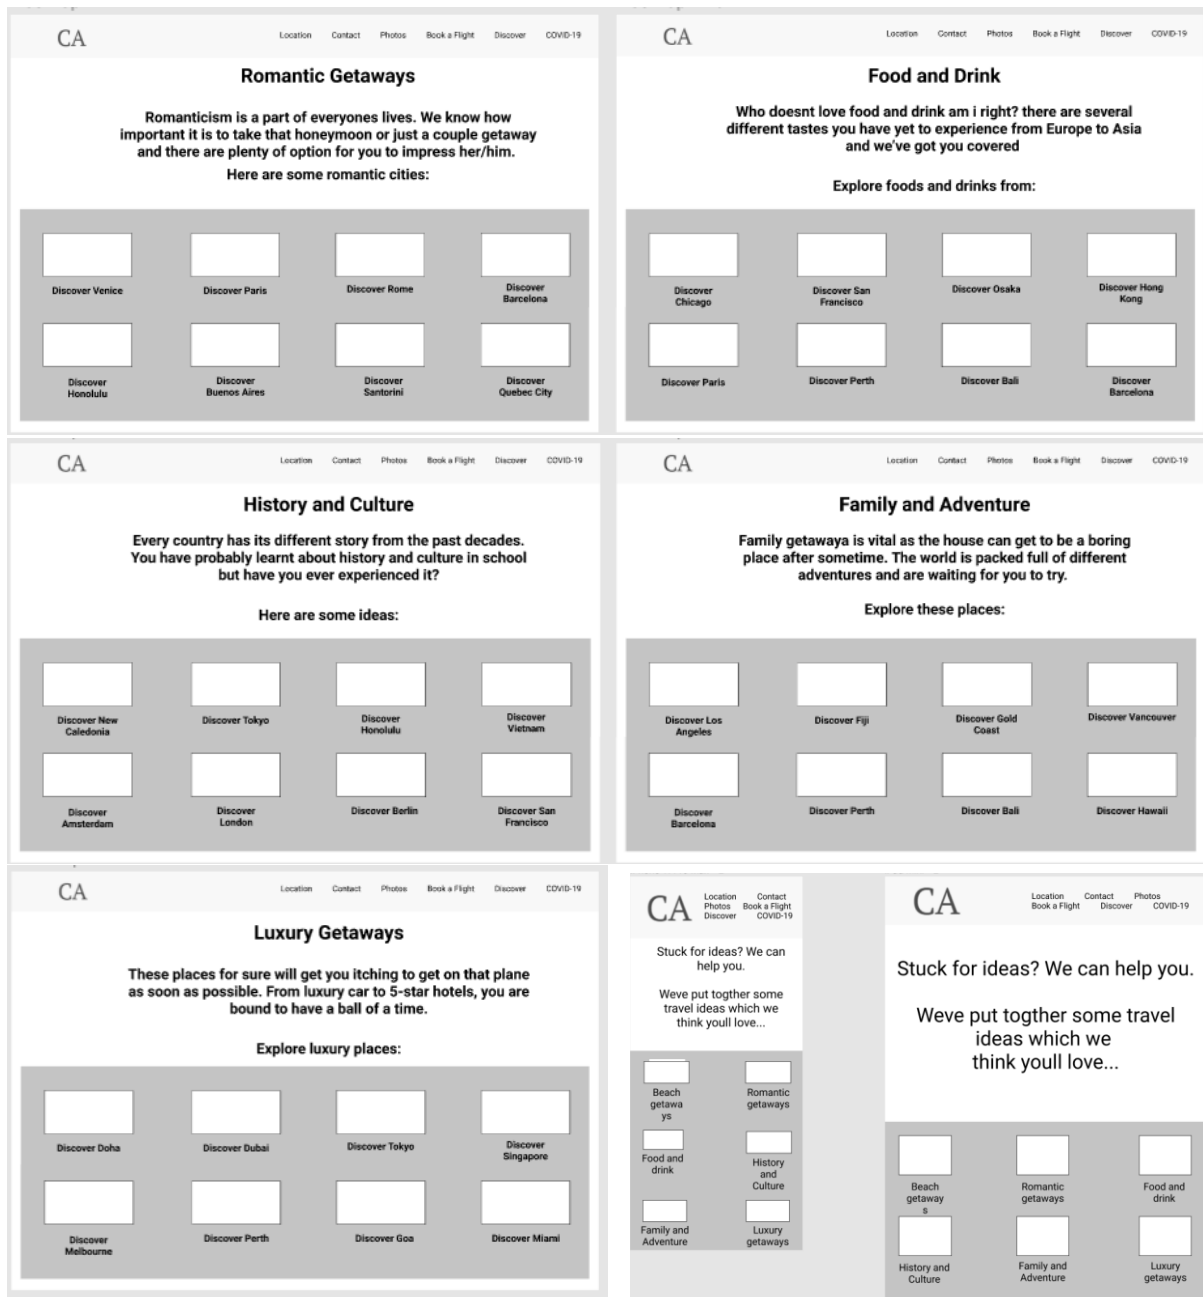 CA
Location Contact Photos Book a Flight Discover COVID-19
Romantic Getaways
Romanticism is a part of everyones lives. We know how
important it is to take that honeymoon or just a couple getaway
and there are plenty of option for you to impress her/him.
Here are some romantic cities:
Discover Venice
Discover Paris
Discover Rome
Discover
Barcelona
Discover
Honolulu
Discover
Buenos Aires
Discover
Santorini
Discover
Quebec City
CA
Location Contact Photos Book a Flight Discover COVID-19
Food and Drink
Who doesnt love food and drink am i right? there are several
different tastes you have yet to experience from Europe to Asia
and we've got you covered
Explore foods and drinks from:
Discover
Chicago
Discover San
Francisco
Discover Osaka
Discover Hong
Kong
Discover Paris
Discover Perth
Discover Bali
Discover
Barcelona
CA
Location Contact Photos Book a Flight Discover COVID-19
History and Culture
Every country has its different story from the past decades.
You have probably learnt about history and culture in school
but have you ever experienced it?
Here are some ideas:
Discover New
Caledonia
Discover Tokyo
Discover
Honolulu
Discover
Vietnam
Discover
Amsterdam
Discover
London
Discover Berlin
Discover San
Francisco
CA
Location Contact Photos Book a Flight Discover COVID-19
Family and Adventure
Family getawaya is vital as the house can get to be a boring
place after sometime. The world is packed full of different
adventures and are waiting for you to try.
Explore these places:
Discover Los
Angeles
Discover Fiji
Discover Gold
Coast
Discover Vancouver
Discover
Barcelona
Discover Perth
Discover Bali
Discover Hawaii
CA
Location Contact Photos Book a Flight Discover COVID-19
Luxury Getaways
These places for sure will get you itching to get on that plane
as soon as possible. From luxury car to 5-star hotels, you are
bound to have a ball of a time.
Explore luxury places:
Discover Doha
Discover Dubai
Discover Tokyo
Discover
Singapore
Discover
Melbourne
Discover Perth
Discover Goa
Discover Miami
CA
Location Contact
Photos Book a Flight
Discover COVID-19
Stuck for ideas? We can
help you.
Weve put togther some
travel ideas which we
think youll love...
Beach
getawa
ys
Romantic
getaways
Food and
drink
History
and
Culture
Family and
Adventure
Luxury
getaways
CA
Location Contact Photos
Book a Flight Discover COVID-19
Stuck for ideas? We can help you.
Weve put togther some travel
ideas which we
think youll love...
Beach
getaway
s
Romantic
getaways
Food and
drink
History and
Culture
Family and
Adventure
Luxury
getaways